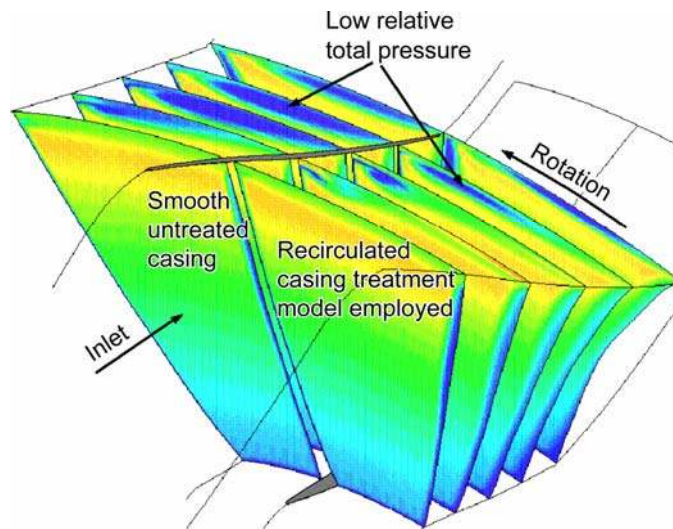 Low relative
total pressure
Rotation
Smooth
untreated
casing
Recirculated
casing treatment
model employed
Inlet